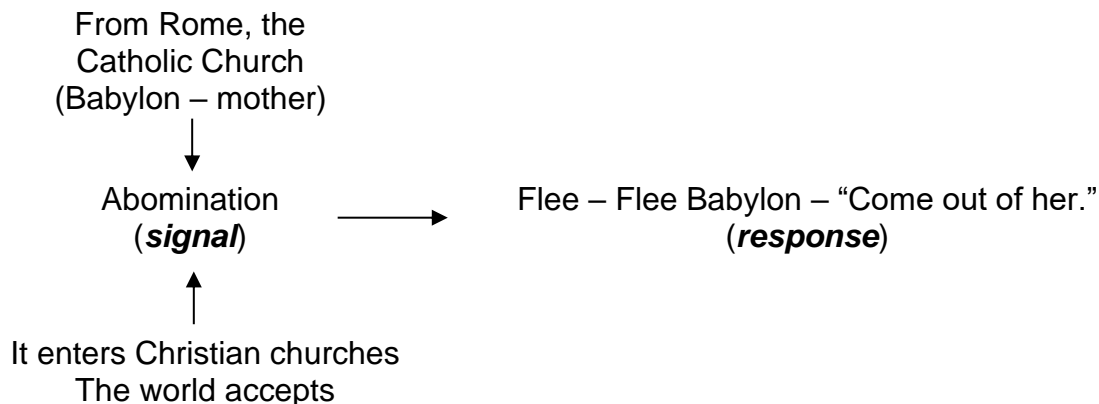 From Rome, the
Catholic Church
(Babylon – mother)
Abomination
(signal)
Flee – Flee Babylon – “Come out of her.”
(response)
It enters Christian churches
The world accepts